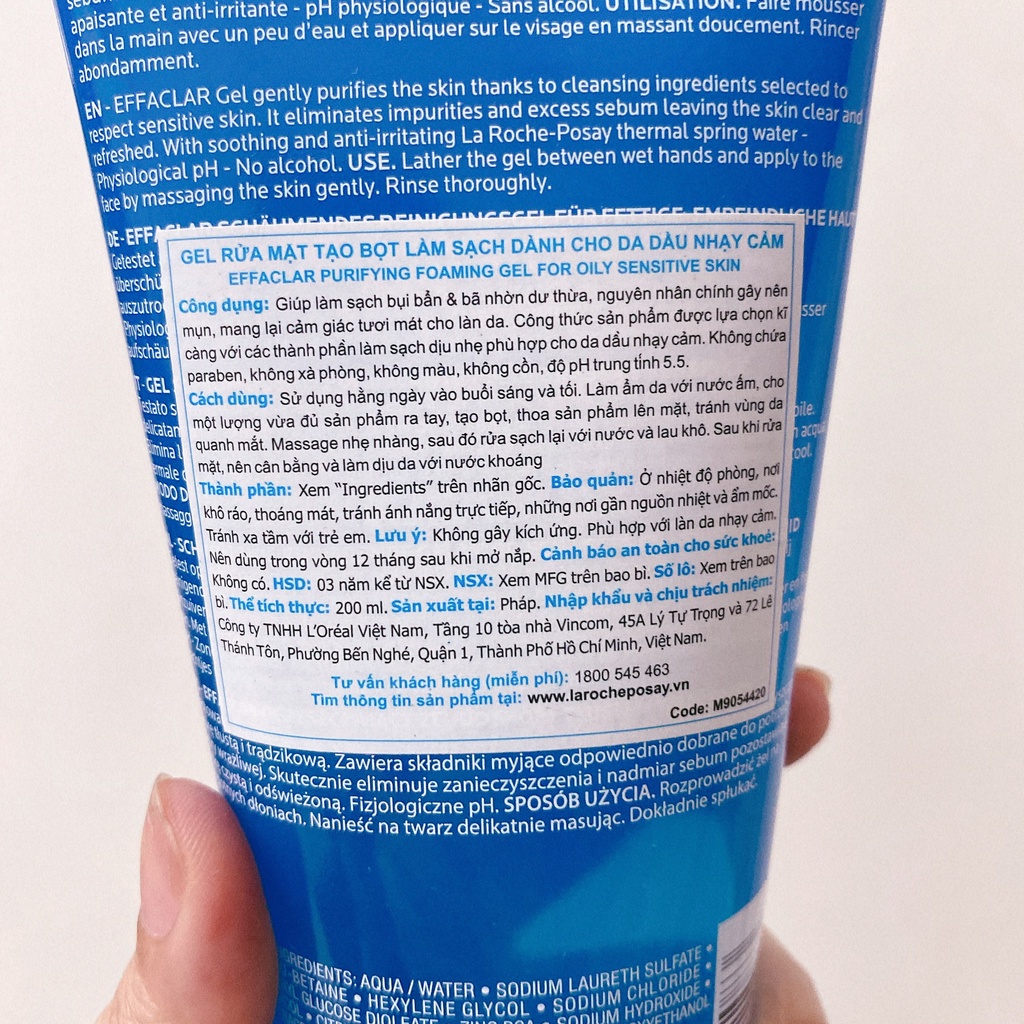 apaisante et anti-irritante - pH physiologique - Sans alcool. UTILISATION. Faire mousser
dans la main avec un peu d'eau et appliquer sur le visage en massant doucement. Rincer
abondamment.
EN - EFFACLAR Gel gently purifies the skin thanks to cleansing ingredients selected to
respect sensitive skin. It eliminates impurities and excess sebum leaving the skin clear and
refreshed. With soothing and anti-irritating La Roche-Posay thermal spring water -
Physiological pH - No alcohol. USE. Lather the gel between wet hands and apply to the
face by massaging the skin gently. Rinse thoroughly.
DE - EFFACLAR SCHÄUMENDES REINIGUNGSGEL FÜR FETTIGE, EMPFINDLICHE HAUT
Getestet
GEL RỬA MẶT TẠO BỌT LÀM SẠCH DÀNH CHO DA DẦU NHẠY CẢM
EFFACLAR PURIFYING FOAMING GEL FOR OILY SENSITIVE SKIN
Công dụng: Giúp làm sạch bụi bẩn & bã nhờn dư thừa, nguyên nhân chính gây nên
mụn, mang lại cảm giác tươi mát cho làn da. Công thức sản phẩm được lựa chọn kĩ
càng với các thành phần làm sạch dịu nhẹ phù hợp cho da dầu nhạy cảm. Không chứa
paraben, không xà phòng, không màu, không cồn, độ pH trung tính 5.5.
Cách dùng: Sử dụng hằng ngày vào buổi sáng và tối. Làm ẩm da với nước ấm, cho
một lượng vừa đủ sản phẩm ra tay, tạo bọt, thoa sản phẩm lên mặt, tránh vùng da
quanh mắt. Massage nhẹ nhàng, sau đó rửa sạch lại với nước và lau khô. Sau khi rửa
mặt, nên cân bằng và làm dịu da với nước khoáng
Thành phần: Xem “Ingredients” trên nhãn gốc. Bảo quản: Ở nhiệt độ phòng, nơi
khô ráo, thoáng mát, tránh ánh nắng trực tiếp, những nơi gần nguồn nhiệt và ẩm mốc.
Tránh xa tầm với trẻ em. Lưu ý: Không gây kích ứng. Phù hợp với làn da nhạy cảm.
Nên dùng trong vòng 12 tháng sau khi mở nắp. Cảnh báo an toàn cho sức khoẻ:
Không có. HSD: 03 năm kể từ NSX. NSX: Xem MFG trên bao bì. Số lô: Xem trên bao
bì. Thể tích thực: 200 ml. Sản xuất tại: Pháp. Nhập khẩu và chịu trách nhiệm:
Công ty TNHH L'Oréal Việt Nam, Tầng 10 tòa nhà Vincom, 45A Lý Tự Trọng và 72 Lê
Thánh Tôn, Phường Bến Nghé, Quận 1, Thành Phố Hồ Chí Minh, Việt Nam.
Tư vấn khách hàng (miễn phí): 1800 545 463
Tìm thông tin sản phẩm tại: www.larocheposay.vn
Code: M9054420
tłustą i trądzikową. Zawiera składniki myjące odpowiednio dobrane do
wrażliwej. Skutecznie eliminuje zanieczyszczenia i nadmiar sebum
czystą i odświeżoną. Fizjologiczne pH. SPOSÓB UŻYCIA. Rozprowadzić żel
dłoniach. Nanieść na twarz delikatnie masując. Dokładnie spłukać.
AQUA / WATER • SODIUM LAURETH SULFATE •
BETAINE • HEXYLENE GLYCOL • SODIUM CHLORIDE •
GLUCOSE DIOLEATE SODIUM HYDROXIDE •